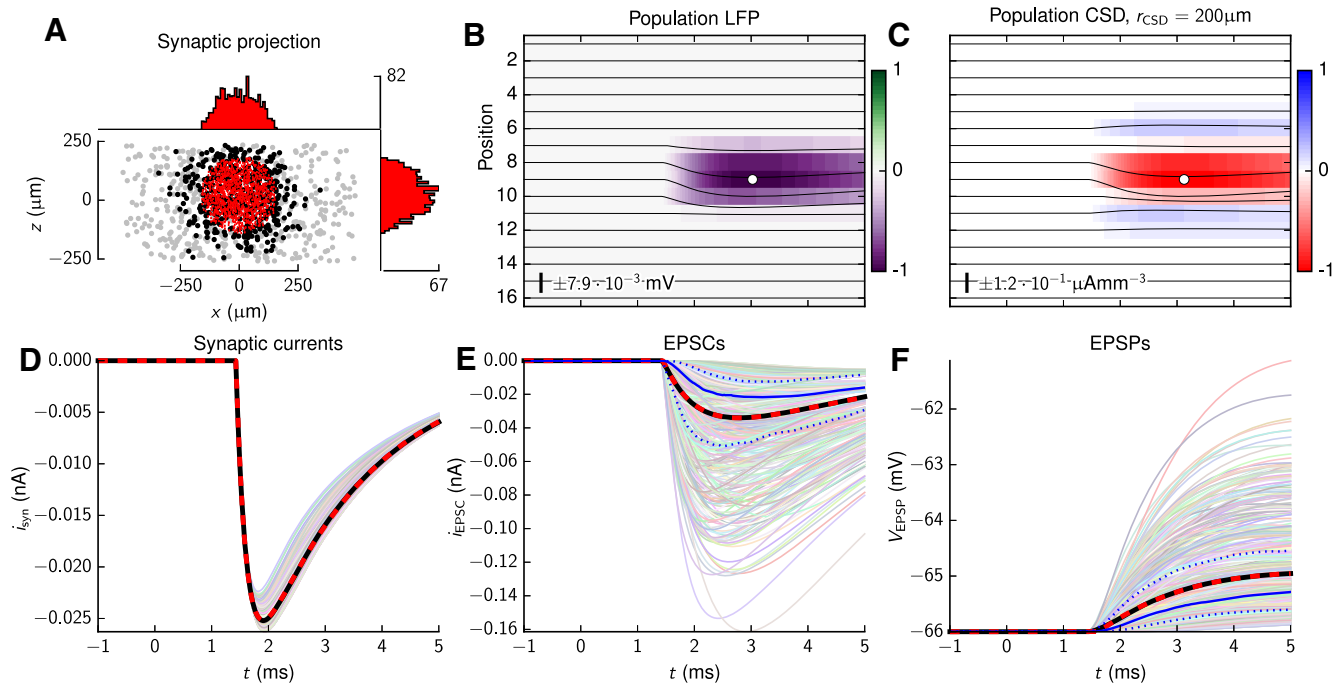 A
Synaptic projection
82
250
0
−250
z (μm)
−250 0 250
67
x (μm)
B
Population LFP
Position
2
4
6
8
10
12
14
16
±7.9 · 10−3 mV
1
0
-1
C
Population CSD, rCSD = 200μm
±1.2 · 10−1 μAmm−3
1
0
-1
D
Synaptic currents
0.000
−0.005
−0.010
−0.015
−0.020
−0.025
isyn (nA)
−1 0 1 2 3 4 5
t (ms)
E
EPSCs
0.00
−0.02
−0.04
−0.06
−0.08
−0.10
−0.12
−0.14
−0.16
iEPSC (nA)
−1 0 1 2 3 4 5
t (ms)
F
EPSPs
−62
−63
−64
−65
−66
VEPSP (mV)
−1 0 1 2 3 4 5
t (ms)